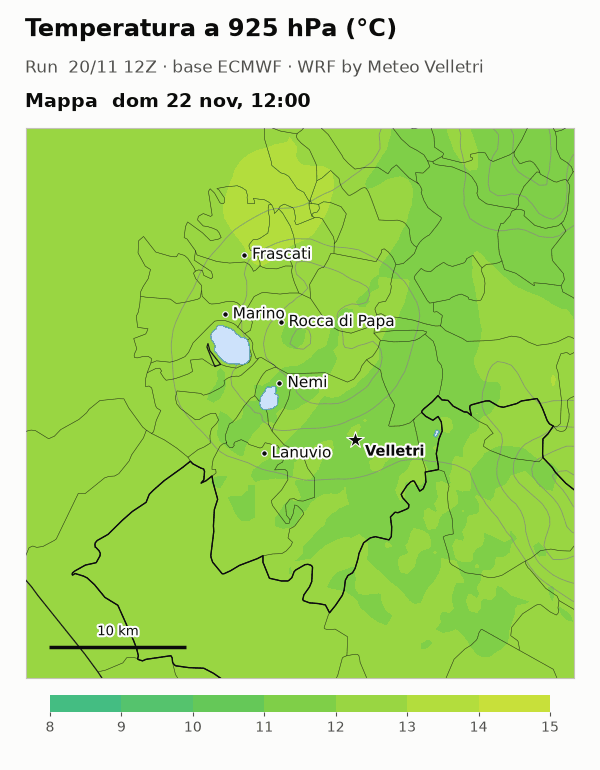 Temperatura a 925 hPa (°C)
Run  20/11 12Z · base ECMWF · WRF by Meteo Velletri
Mappa  dom 22 nov, 12:00
Frascati
Marino
Rocca di Papa
Nemi
Velletri
Lanuvio
10 km
8 9 10 11 12 13 14 15